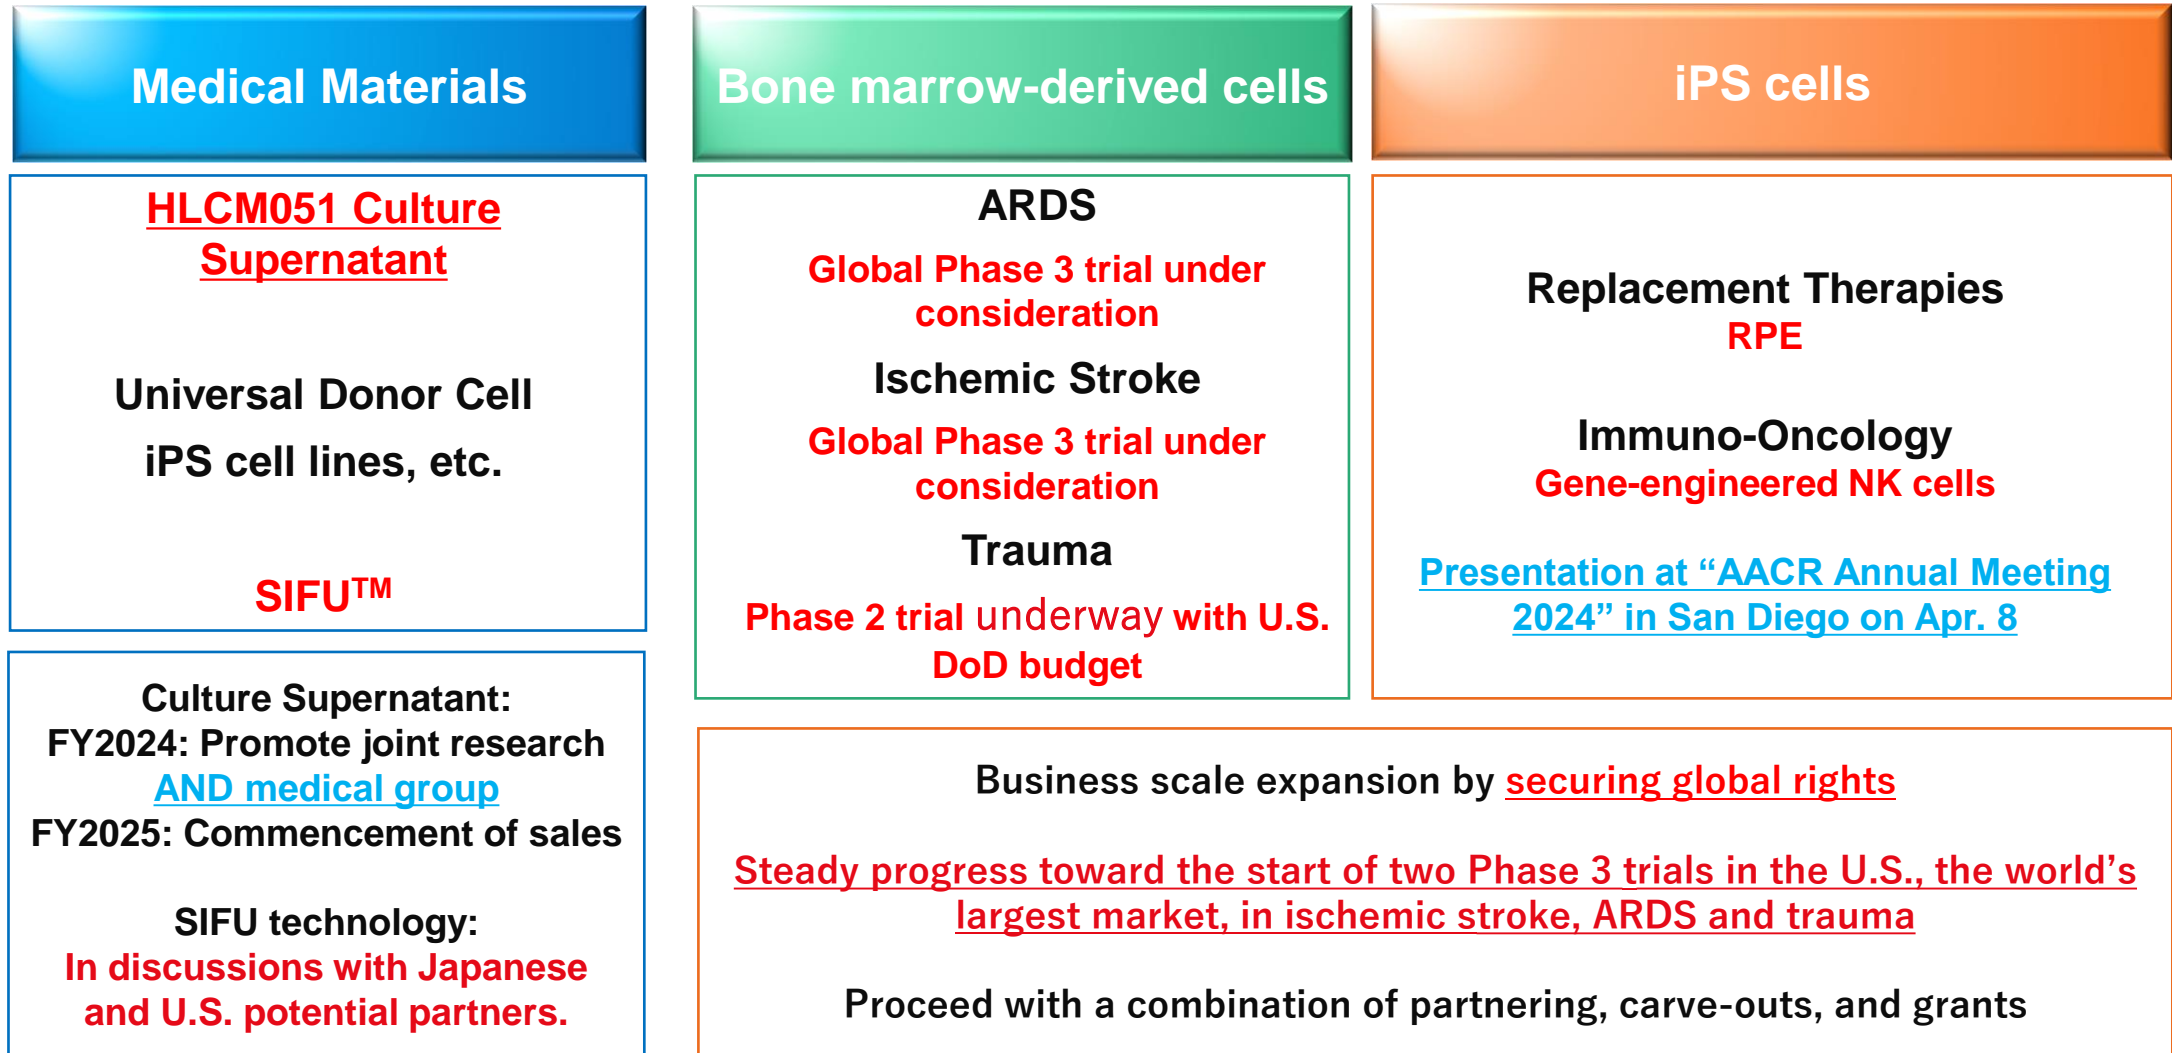 Medical Materials
HLCM051 Culture
Supernatant
Universal Donor Cell
iPS cell lines, etc.
SIFU™
Culture Supernatant:
FY2024: Promote joint research
AND medical group
FY2025: Commencement of sales
SIFU technology:
In discussions with Japanese
and U.S. potential partners.
Bone marrow-derived cells
ARDS
Global Phase 3 trial under
consideration
Ischemic Stroke
Global Phase 3 trial under
consideration
Trauma
Phase 2 trial underway with U.S.
DoD budget
iPS cells
Replacement Therapies
RPE
Immuno-Oncology
Gene-engineered NK cells
Presentation at “AACR Annual Meeting
2024” in San Diego on Apr. 8
Business scale expansion by securing global rights
Steady progress toward the start of two Phase 3 trials in the U.S., the world’s
largest market, in ischemic stroke, ARDS and trauma
Proceed with a combination of partnering, carve-outs, and grants